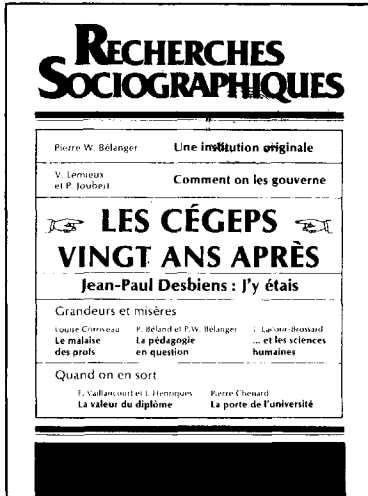 RECHERCHES
SOCIOGRAPHIQUES
Pierre W. Bélanger Une institution originale
V. Lemieux
et P. Joubert Comment on les gouverne
LES CÉGEPS
VINGT ANS APRÈS
Jean-Paul Desbiens : J'y étais
Grandeurs et misères
Louise Corriveau
Le malaise
des profs
P. Béland et P.W. Bélanger
La pédagogie
en question
Lacour-Brossard
... et les sciences
humaines
Quand on en sort
F. Vaillancourt et I. Henriques
La valeur du diplôme
Pierre Chenard
La porte de l'université